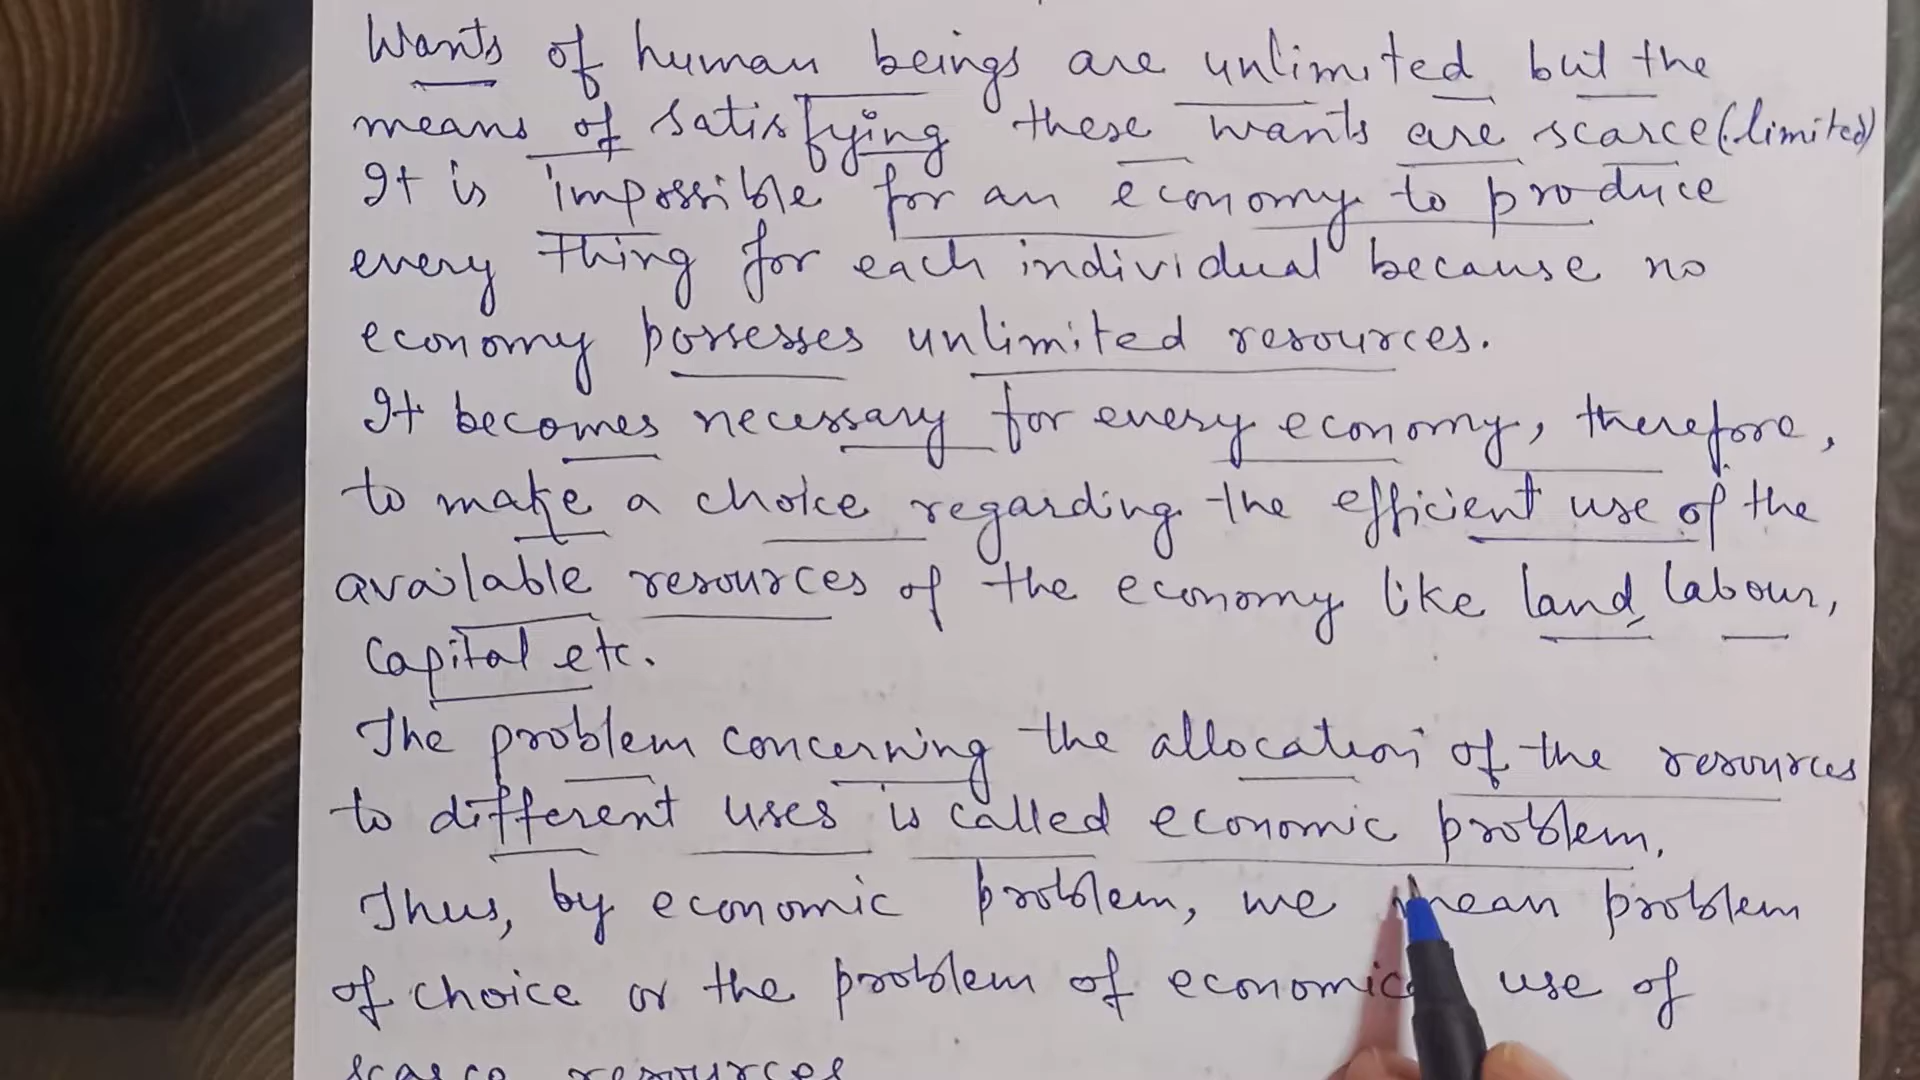 Wants of human beings are unlimited but the
means of satisfying these wants are scarce (limited)
It is impossible for an economy to produce
every thing for each individual because no
economy possesses unlimited resources.
It becomes necessary for every economy, therefore,
to make a choice regarding the efficient use of the
available resources of the economy like land, labour,
Capital etc.
The problem concerning the allocation of the resources
to different uses is called economic problem.
Thus, by economic problem, we mean problem
of choice or the problem of economic use of
scarce resources